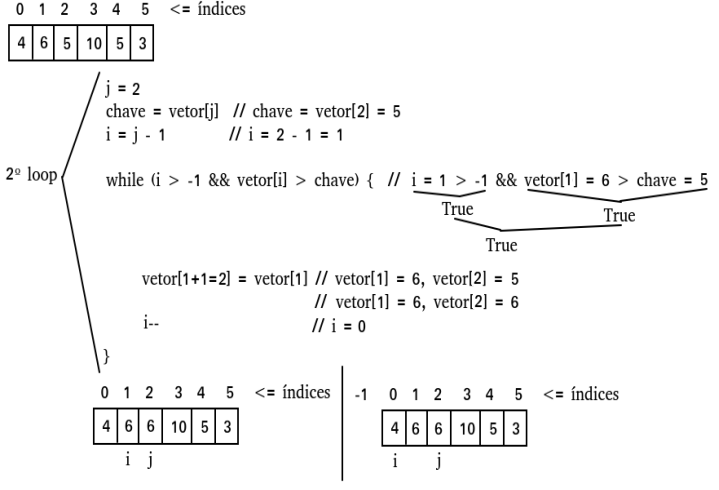 0 1 2 3 4 5 <= índices
4 6 5 10 5 3
j = 2
chave = vetor[j] // chave = vetor[2] = 5
i = j - 1 // i = 2 - 1 = 1
2º loop
while (i > -1 && vetor[i] > chave) { // i = 1 > -1 && vetor[1] = 6 > chave = 5
True True
True
vetor[1+1=2] = vetor[1] // vetor[1] = 6, vetor[2] = 5
// vetor[1] = 6, vetor[2] = 6
i-- // i = 0
}
0 1 2 3 4 5 <= índices
4 6 6 10 5 3
i j
-1 0 1 2 3 4 5 <= índices
4 6 6 10 5 3
i j